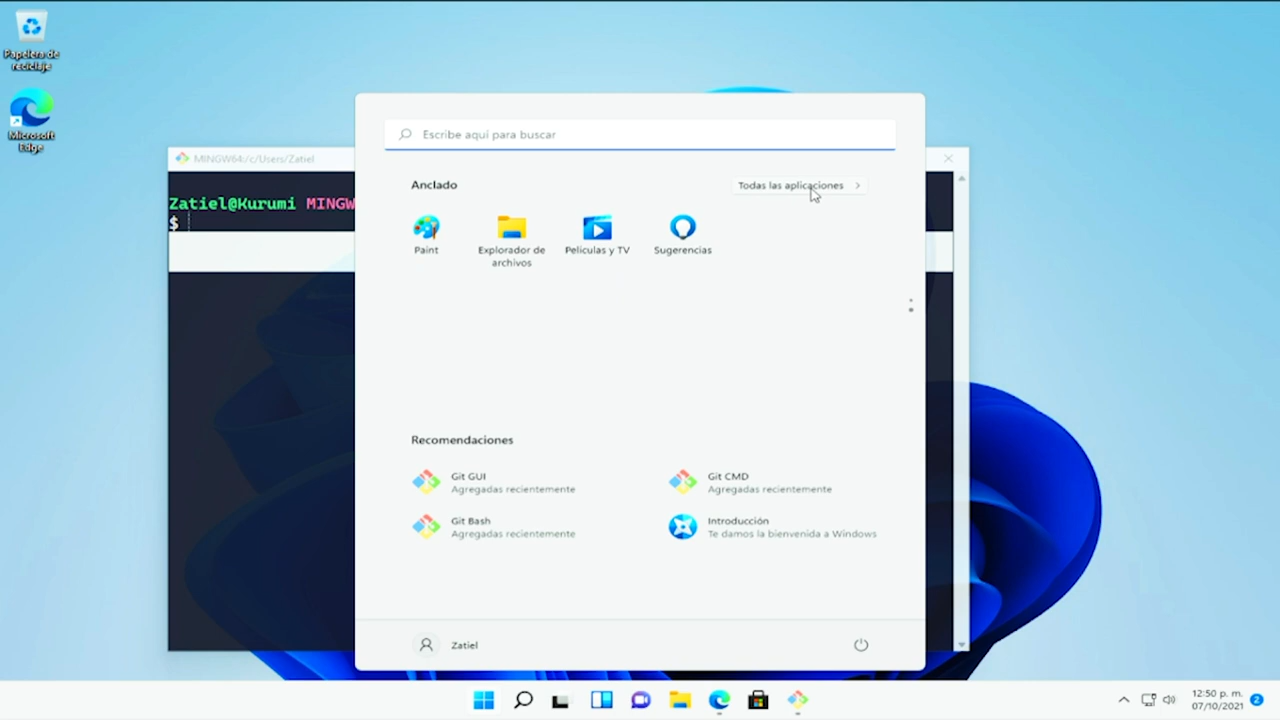 Papelera de
reciclaje
Microsoft
Edge
MINGW64:/c/Users/Zatiel
Zatiel@Kurumi MINGW
$
Escribe aquí para buscar
Anclado
Todas las aplicaciones
Paint
Explorador de
archivos
Películas y TV
Sugerencias
Recomendaciones
Git GUI
Agregadas recientemente
Git CMD
Agregadas recientemente
Git Bash
Agregadas recientemente
Introducción
Te damos la bienvenida a Windows
Zatiel
12:50 p. m.
07/10/2021
2